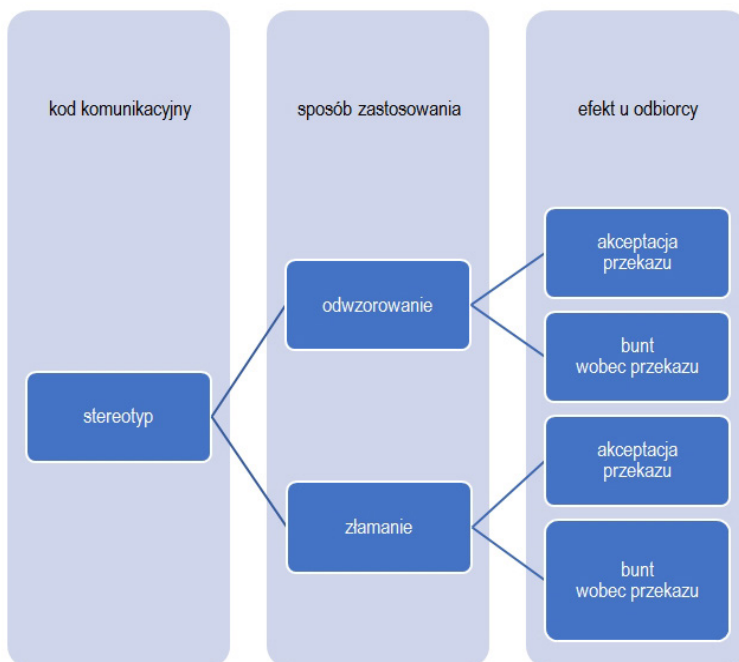 kod komunikacyjny
sposób zastosowania
efekt u odbiorcy
stereotyp
odwzorowanie
akceptacja
przekazu
bunt
wobec przekazu
złamanie
akceptacja
przekazu
bunt
wobec przekazu